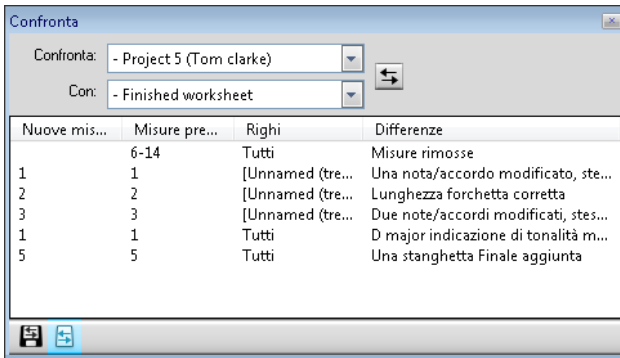 Confronta
Confronta: - Project 5 (Tom clarke)
Con: - Finished worksheet
Nuove mis... Misure pre... Righi Differenze
6-14 Tutti Misure rimosse
1 1 [Unnamed (tre... Una nota/accordo modificato, ste...
2 2 [Unnamed (tre... Lunghezza forchetta corretta
3 3 [Unnamed (tre... Due note/accordi modificati, stes...
1 1 Tutti D major indicazione di tonalità m...
5 5 Tutti Una stanghetta Finale aggiunta